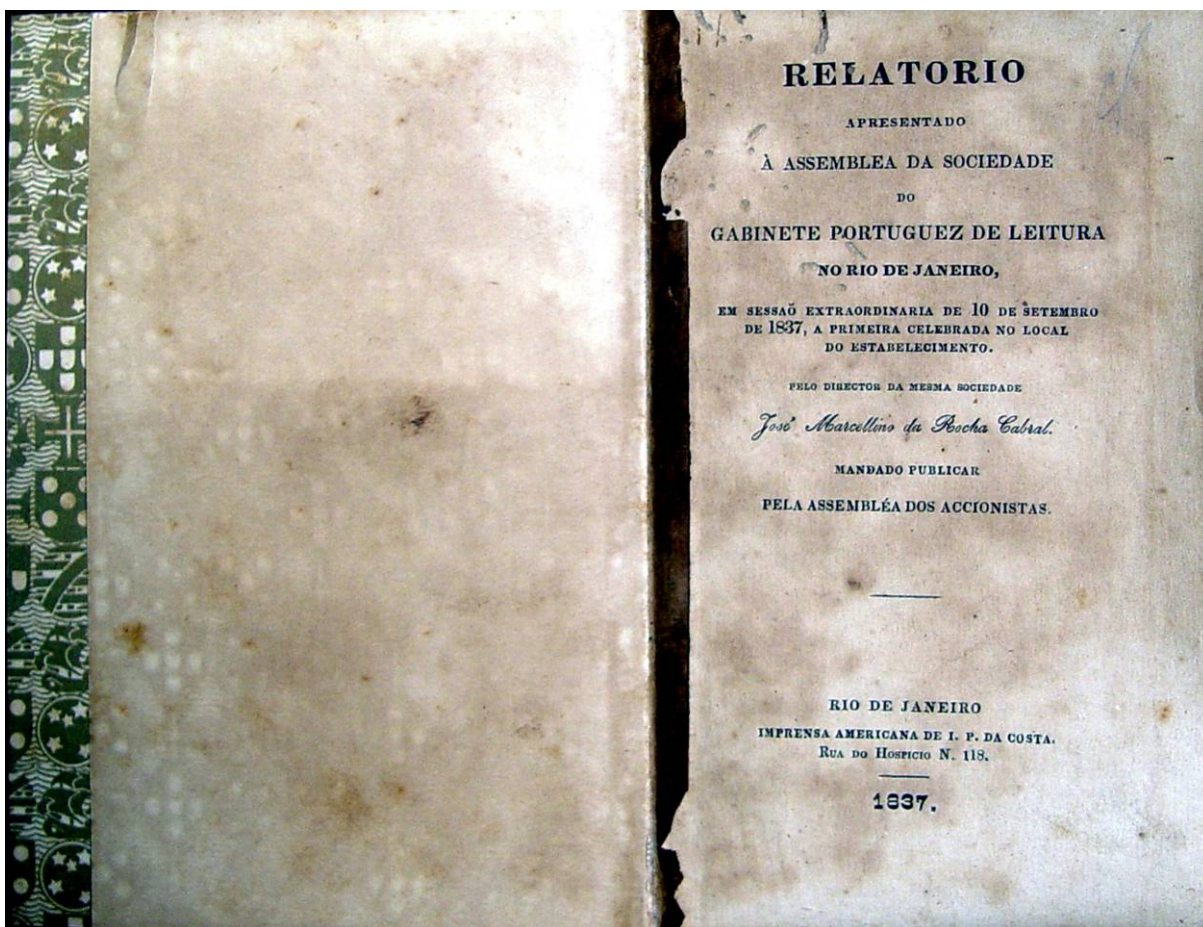 RELATORIO
APRESENTADO
À ASSEMBLEA DA SOCIEDADE
DO
GABINETE PORTUGUEZ DE LEITURA
NO RIO DE JANEIRO,
EM SESSAÕ EXTRAORDINARIA DE 10 DE SETEMBRO
DE 1837, A PRIMEIRA CELEBRADA NO LOCAL
DO ESTABELECIMENTO.
PELO DIRECTOR DA MESMA SOCIEDADE
José Marcellino da Rocha Cabral.
MANDADO PUBLICAR
PELA ASSEMBLÉA DOS ACCIONISTAS.
RIO DE JANEIRO
IMPRENSA AMERICANA DE I. P. DA COSTA.
RUA DO HOSPICIO N. 118.
1837.